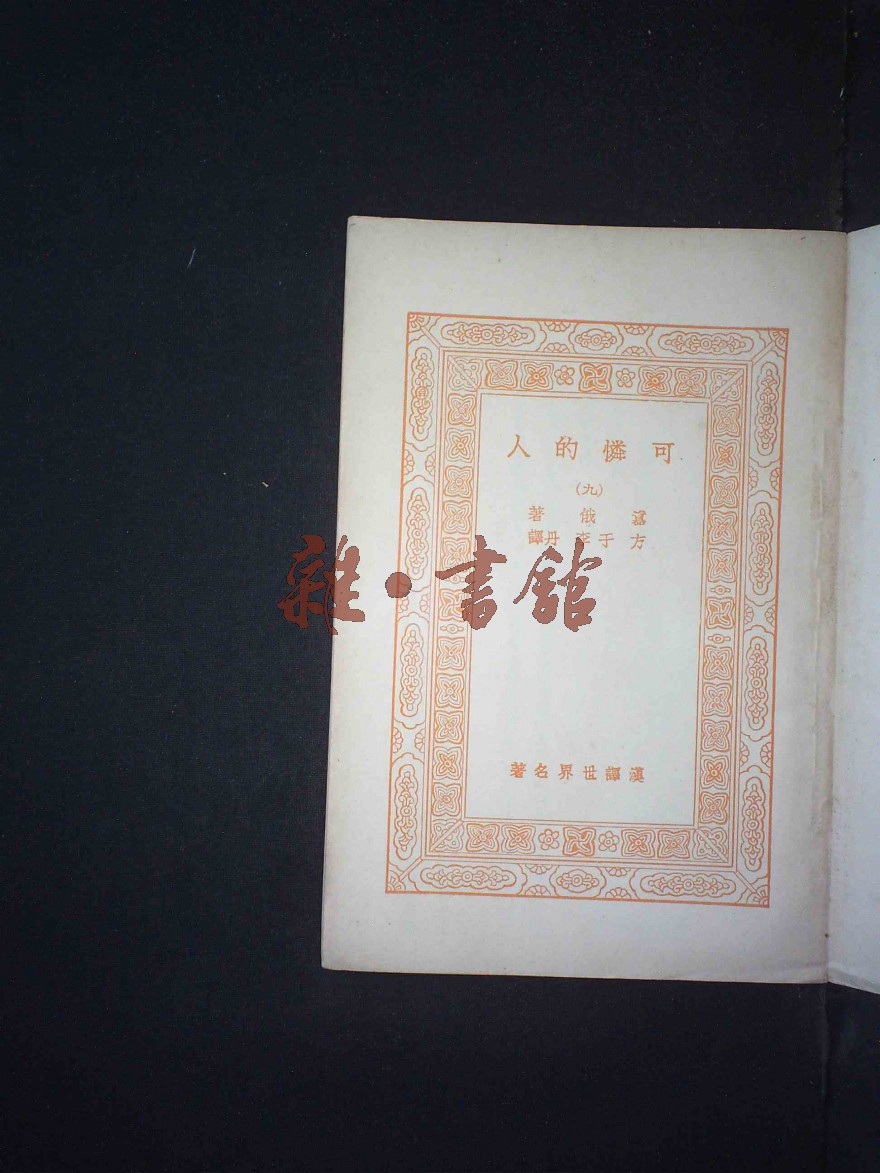 可憐的人
(九)
囂俄著
方于李丹譯
雜·書館
漢譯世界名著